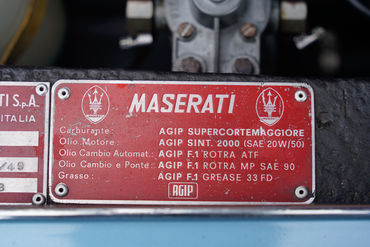 TI S.p.A.
ITALIA
/49
MASERATI
Carburante: AGIP SUPERCORTEMAGGIORE
Olio Motore: AGIP SINT. 2000 (SAE 20W/50)
Olio Cambio Automat.: AGIP F.1 ROTRA ATF
Olio Cambio e Ponte: AGIP F.1 ROTRA MP SAE 90
Grasso: AGIP F.1 GREASE 33 FD
AGIP